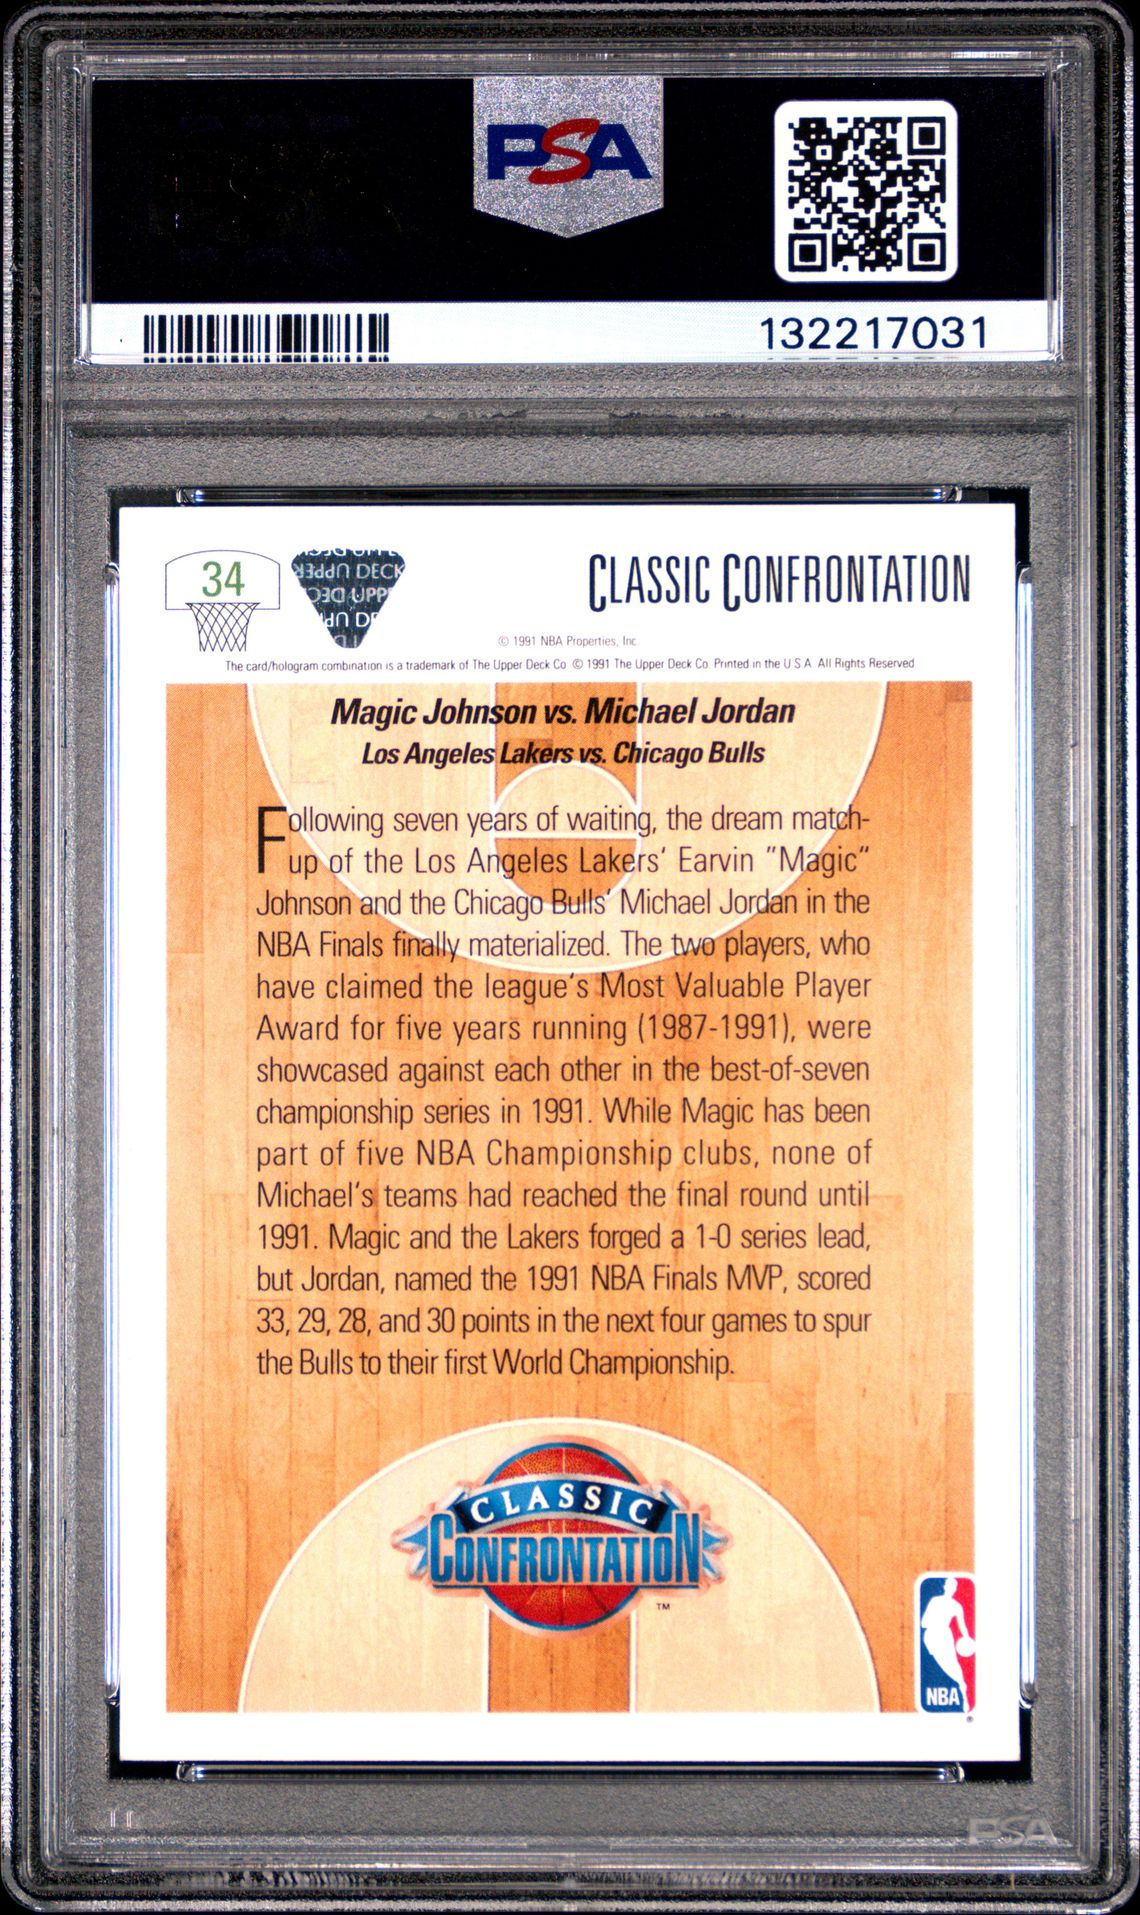 PSA
132217031
34
UPPER DECK
CLASSIC CONFRONTATION
© 1991 NBA Properties, Inc.
The card/hologram combination is a trademark of The Upper Deck Co. © 1991 The Upper Deck Co. Printed in the U.S.A. All Rights Reserved
Magic Johnson vs. Michael Jordan
Los Angeles Lakers vs. Chicago Bulls
Following seven years of waiting, the dream match-
up of the Los Angeles Lakers' Earvin "Magic"
Johnson and the Chicago Bulls' Michael Jordan in the
NBA Finals finally materialized. The two players, who
have claimed the league's Most Valuable Player
Award for five years running (1987-1991), were
showcased against each other in the best-of-seven
championship series in 1991. While Magic has been
part of five NBA Championship clubs, none of
Michael's teams had reached the final round until
1991. Magic and the Lakers forged a 1-0 series lead,
but Jordan, named the 1991 NBA Finals MVP, scored
33, 29, 28, and 30 points in the next four games to spur
the Bulls to their first World Championship.
CLASSIC
CONFRONTATION
TM
NBA
®
PSA